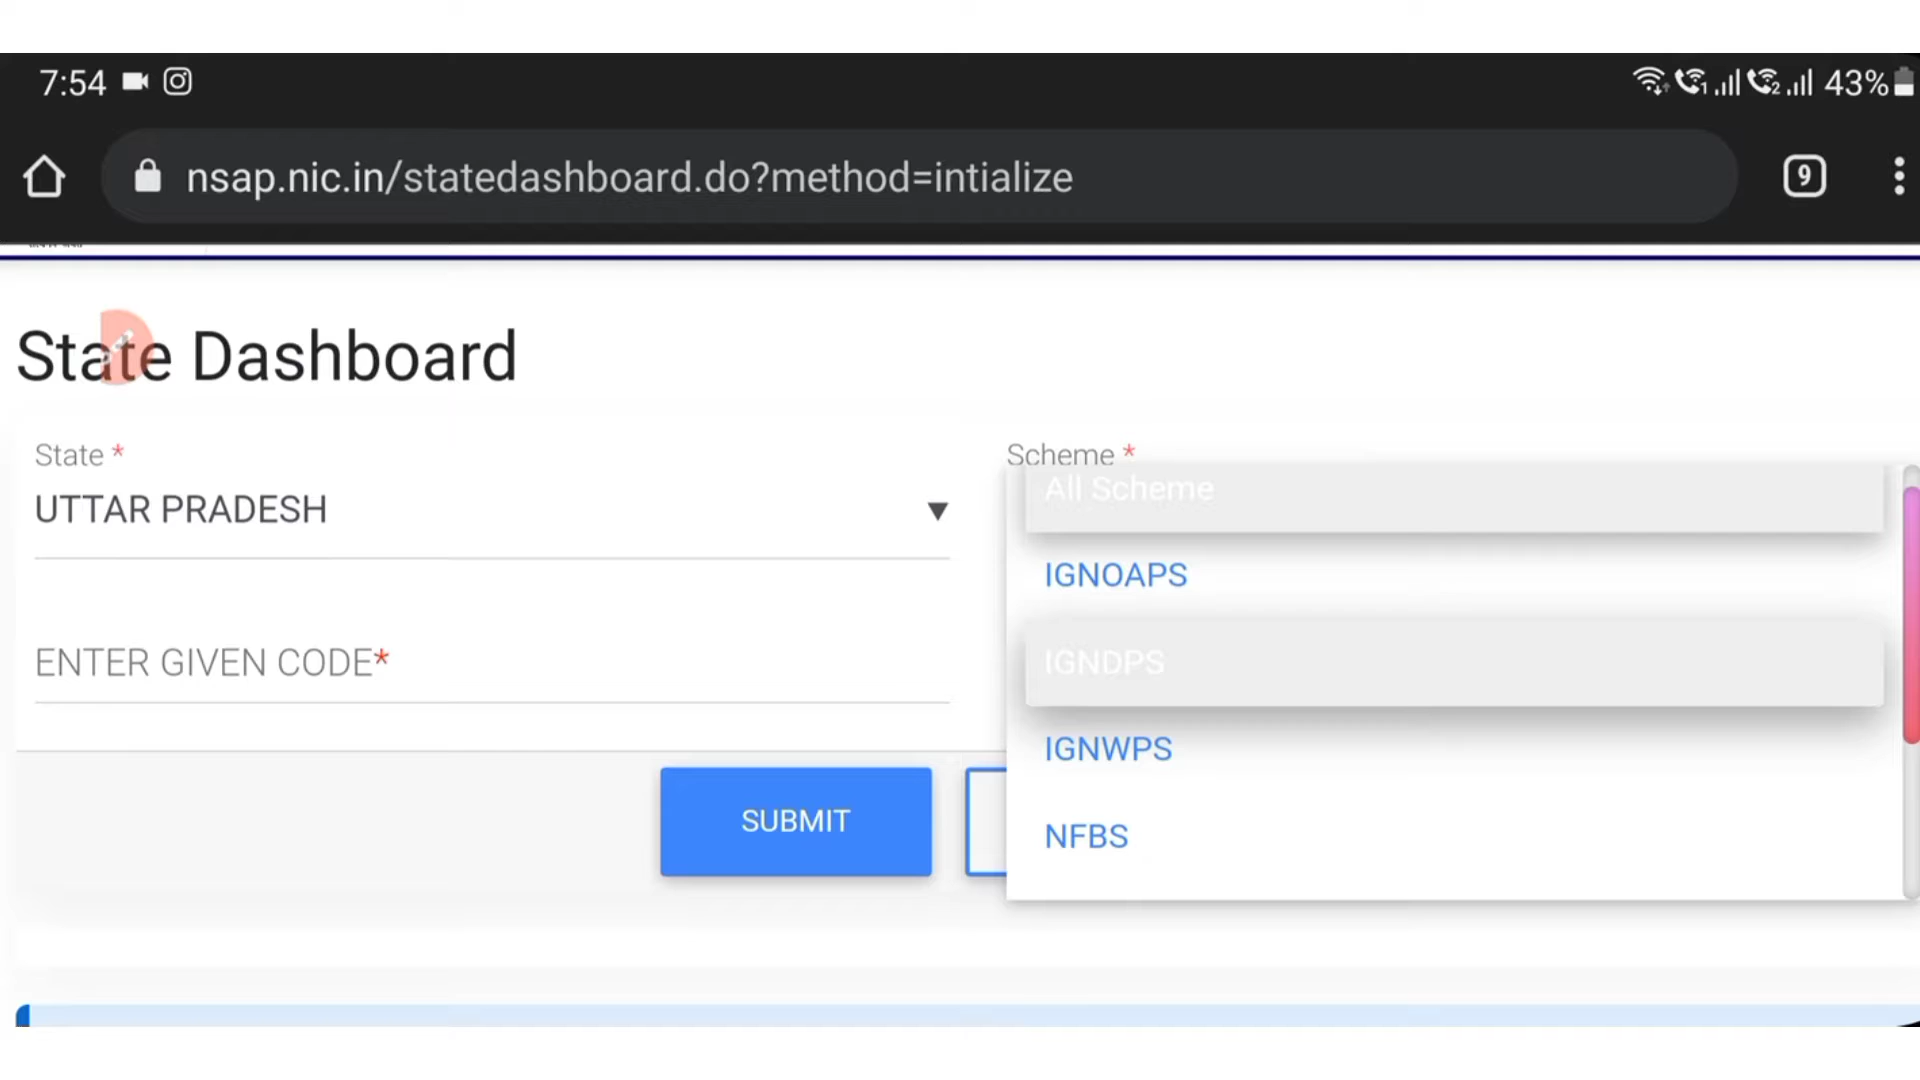 7:54
43%
nsap.nic.in/statedashboard.do?method=intialize
9
State Dashboard
State *
UTTAR PRADESH
Scheme *
All Scheme
IGNOAPS
IGNDPS
IGNWPS
NFBS
ENTER GIVEN CODE*
SUBMIT